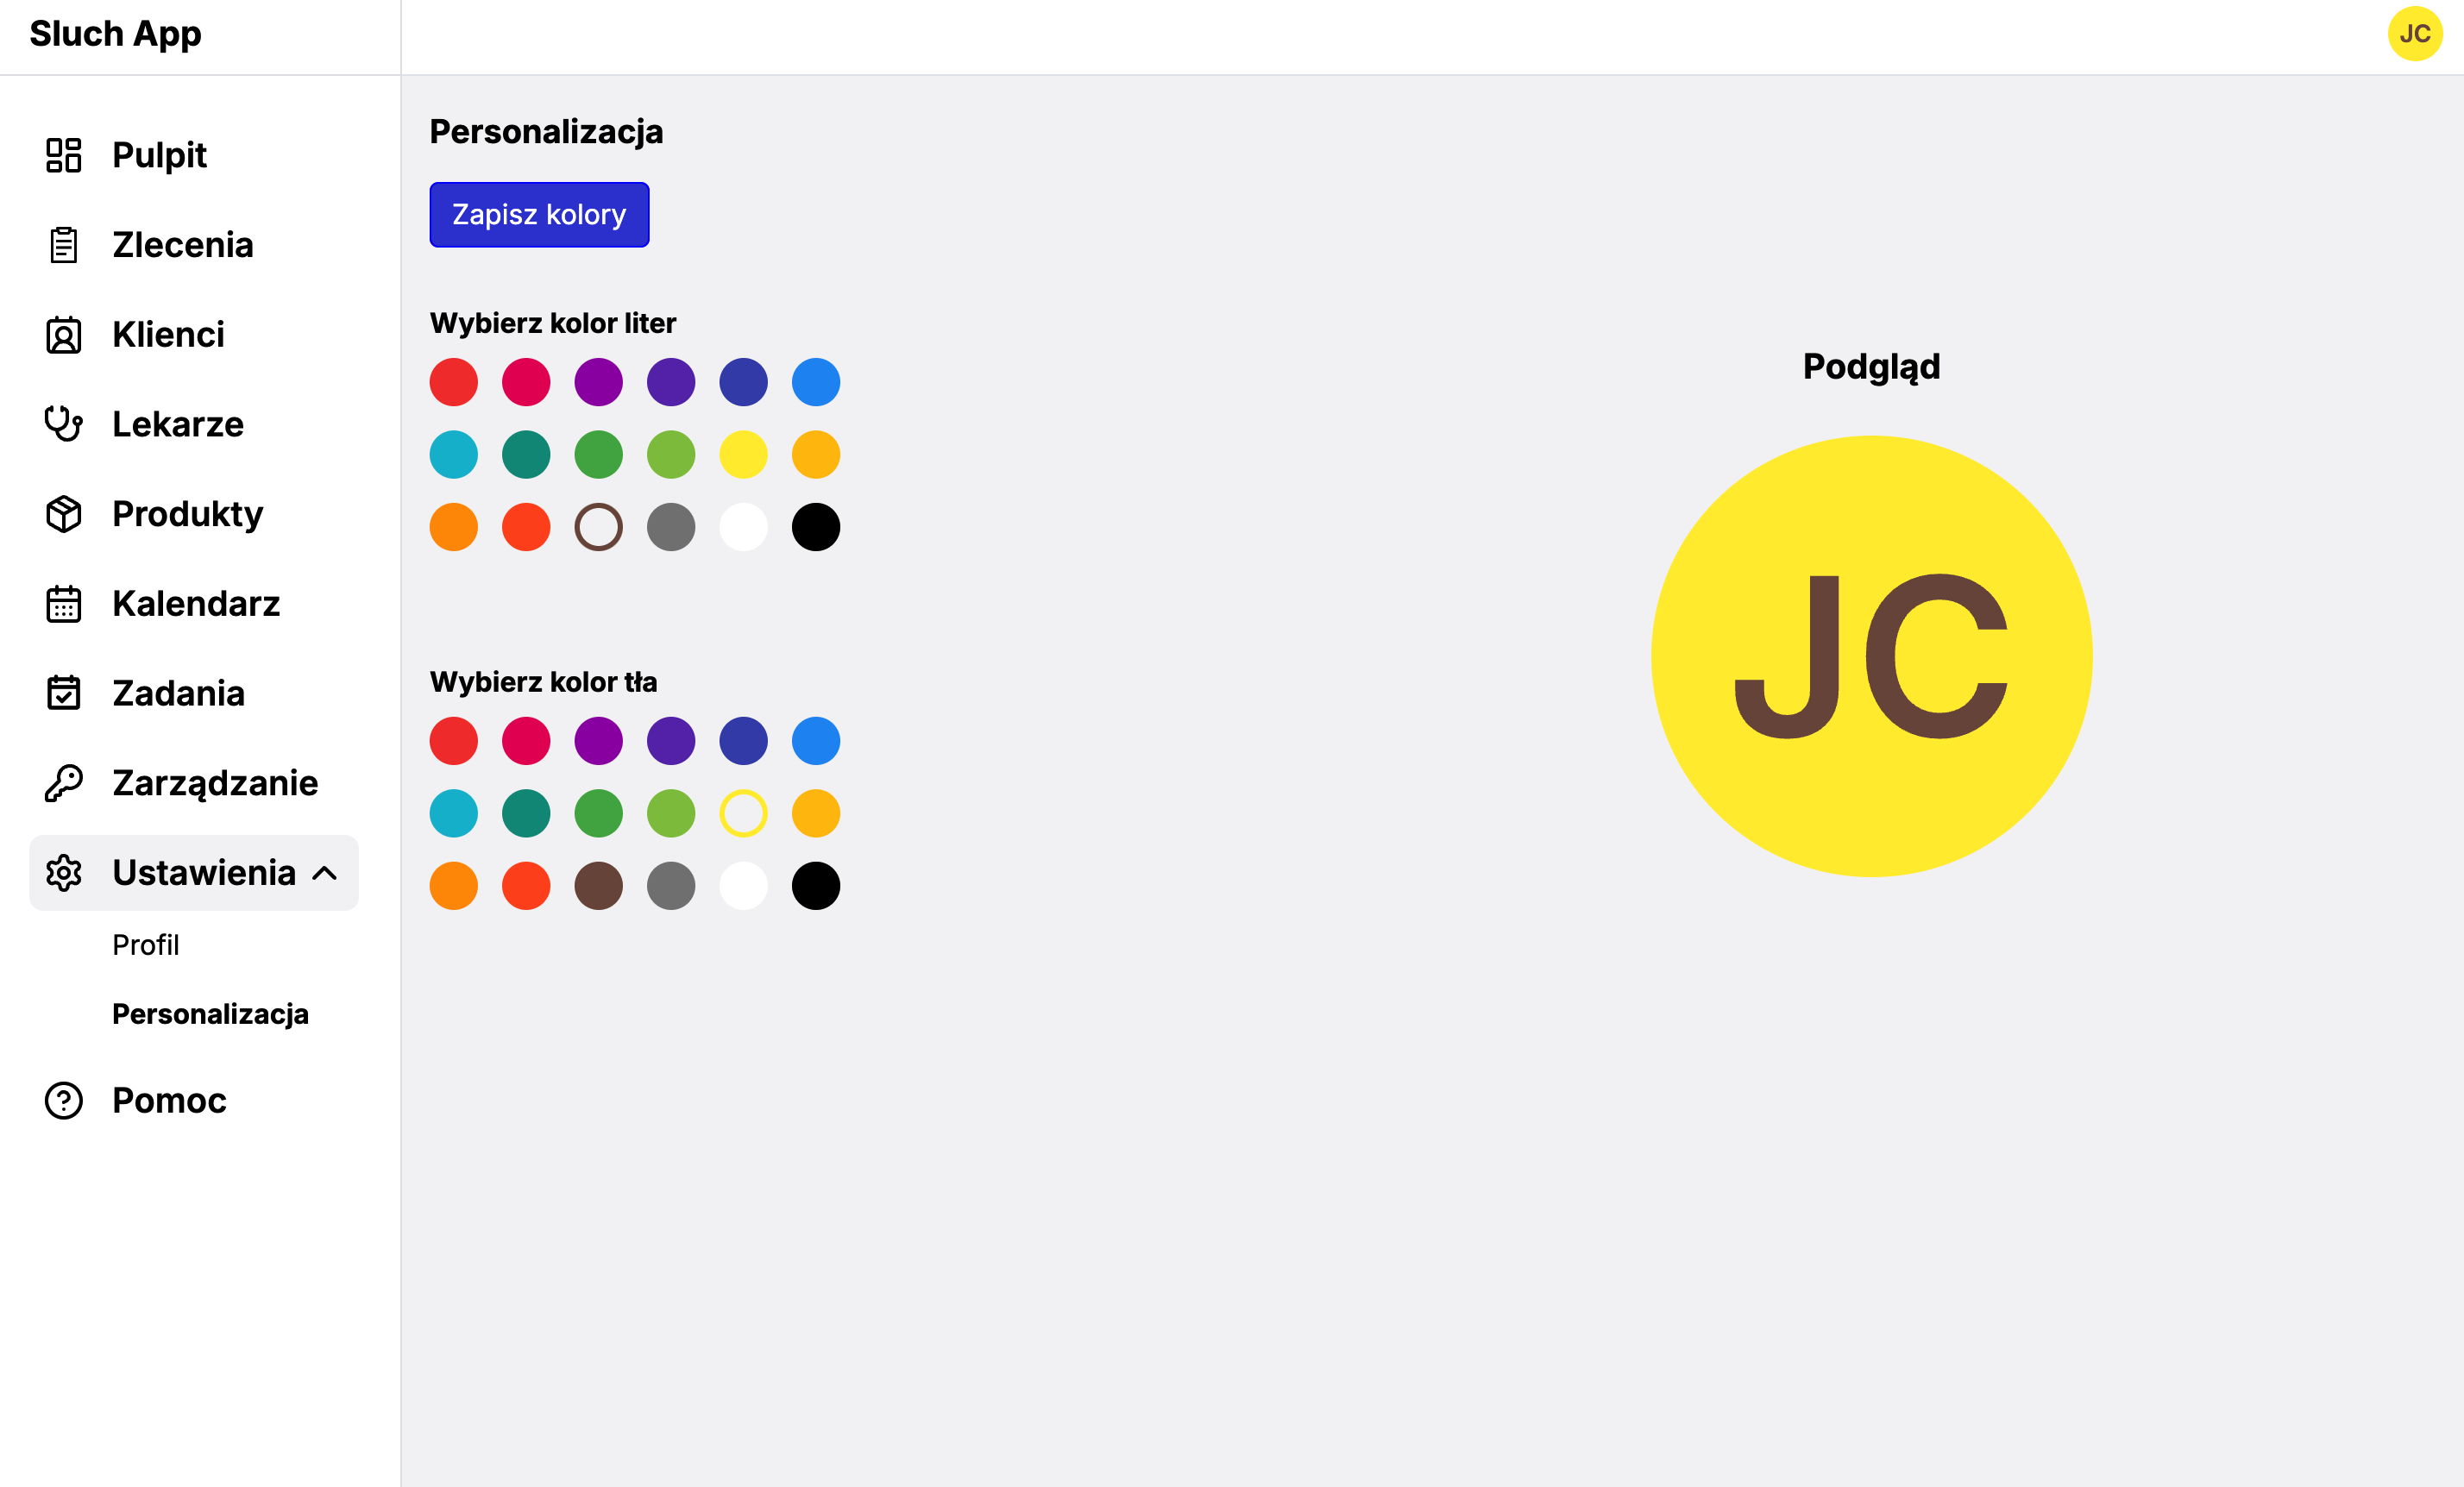 Sluch App
JC
Pulpit
Zlecenia
Klienci
Lekarze
Produkty
Kalendarz
Zadania
Zarządzanie
Ustawienia
Profil
Personalizacja
Pomoc
Personalizacja
Zapisz kolory
Wybierz kolor liter
Wybierz kolor tła
Podgląd
JC